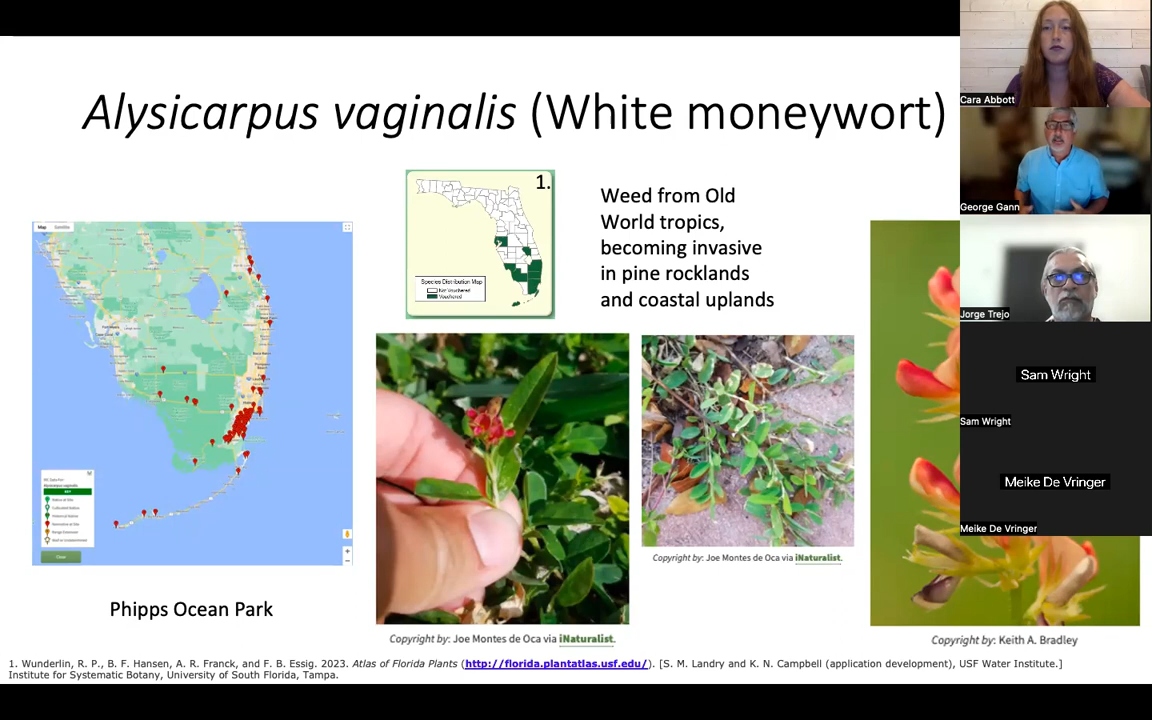 Alysicarpus vaginalis (White moneywort)
1.
Species Distribution Map
Not Vouchered
Vouchered
Weed from Old
World tropics,
becoming invasive
in pine rocklands
and coastal uplands
Map
Phipps Ocean Park
Close
Copyright by: Joe Montes de Oca via iNaturalist.
Copyright by: Joe Montes de Oca via iNaturalist.
Copyright by: Keith A. Bradley
1. Wunderlin, R. P., B. F. Hansen, A. R. Franck, and F. B. Essig. 2023. Atlas of Florida Plants (http://florida.plantatlas.usf.edu/). [S. M. Landry and K. N. Campbell (application development), USF Water Institute.]
Institute for Systematic Botany, University of South Florida, Tampa.
Cara Abbott
George Gann
Jorge Trejo
Sam Wright
Sam Wright
Meike De Vringer
Meike De Vringer